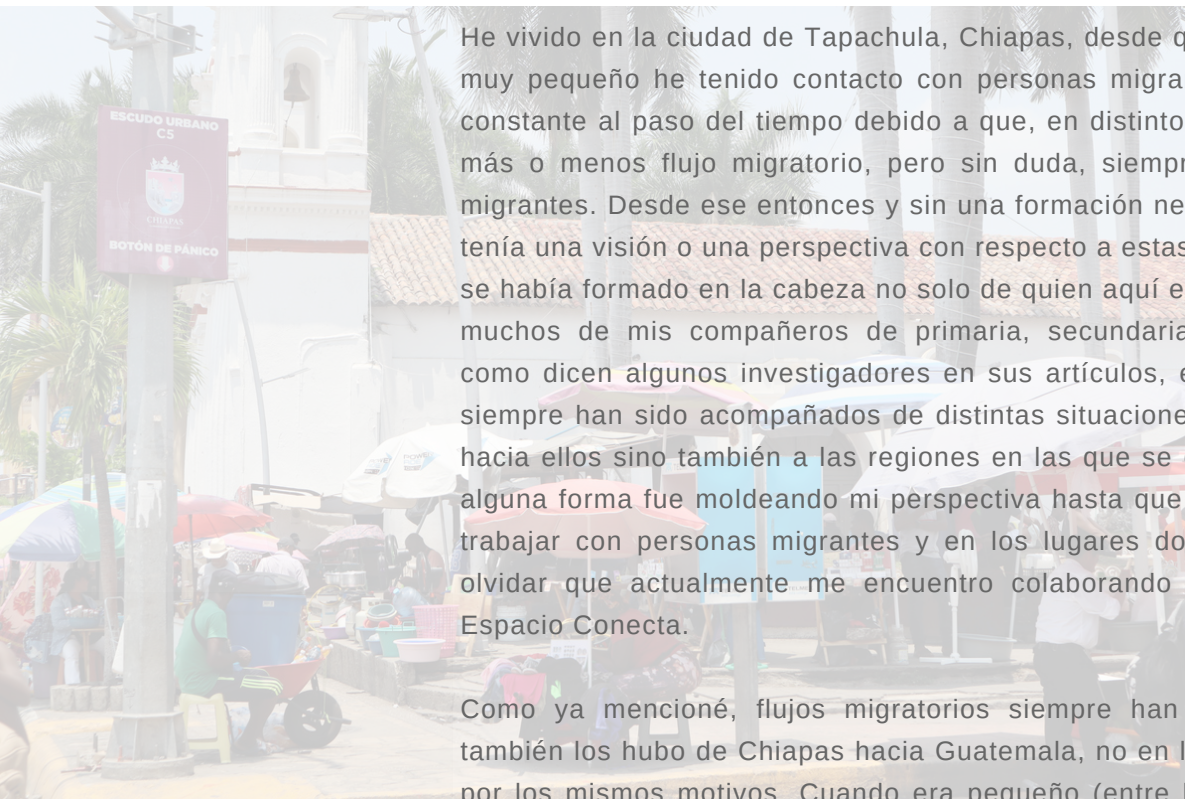 ESCUDO URBANO
C5
CHIAPAS
BOTÓN DE PÁNICO
He vivido en la ciudad de Tapachula, Chiapas, desde
muy pequeño he tenido contacto con personas
constante al paso del tiempo debido a que, en
más o menos flujo migratorio, pero sin duda,
migrantes. Desde ese entonces y sin una formación
tenía una visión o una perspectiva con respecto a estas
se había formado en la cabeza no solo de quien aquí
muchos de mis compañeros de primaria, secundaria
como dicen algunos investigadores en sus artículos,
siempre han sido acompañados de distintas
hacia ellos sino también a las regiones en las que se
alguna forma fue moldeando mi perspectiva hasta que
trabajar con personas migrantes y en los lugares
olvidar que actualmente me encuentro colaborando
Espacio Conecta.
Como ya mencioné, flujos migratorios siempre han
también los hubo de Chiapas hacia Guatemala, no en
por los mismos motivos. Cuando era pequeño (entre